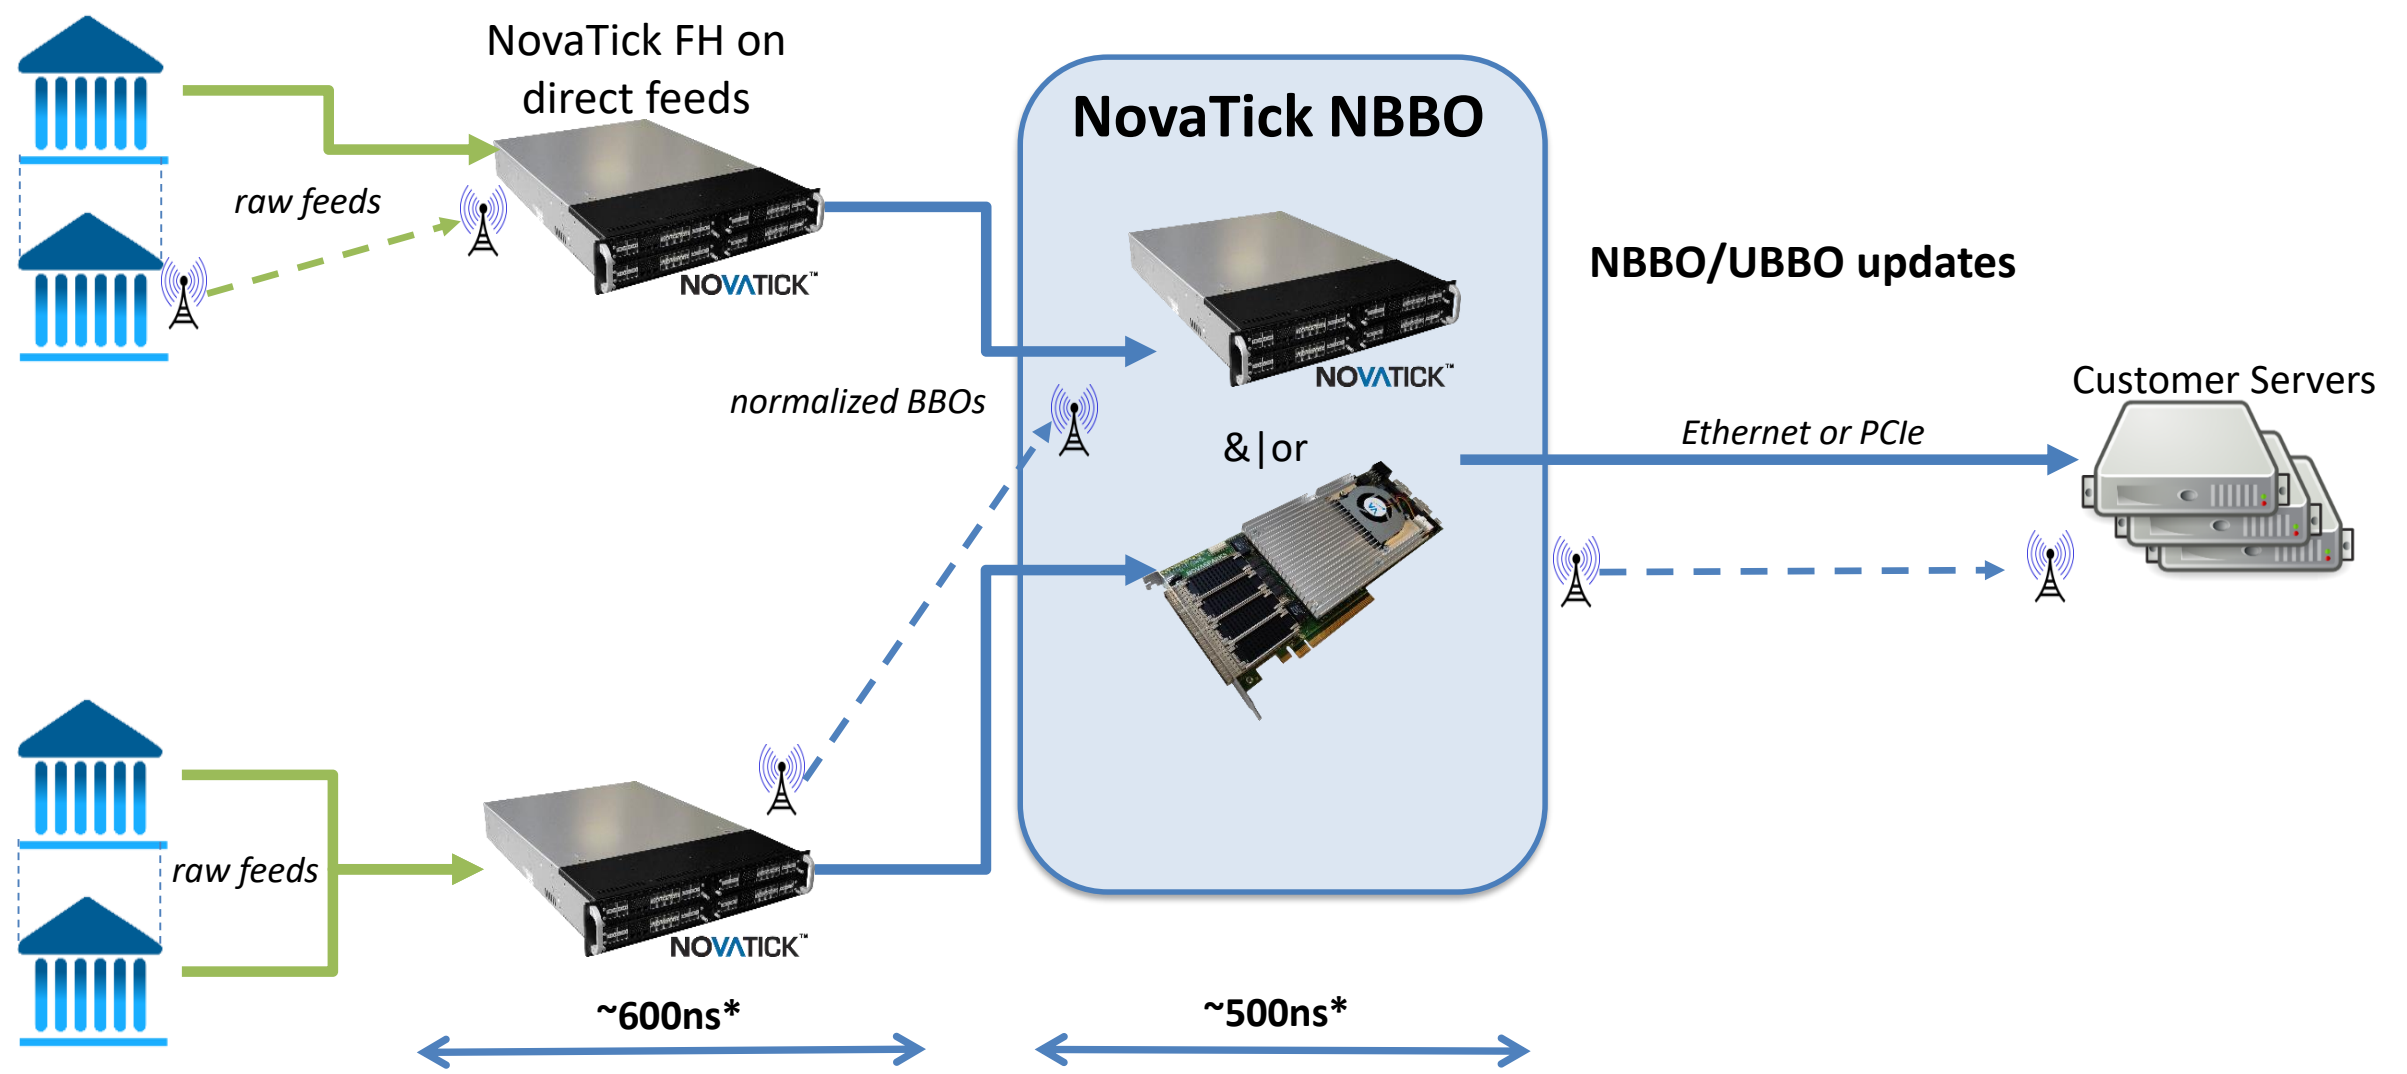 NovaTick FH on
direct feeds
NovaTick NBBO
raw feeds
NOVATICK™
NBBO/UBBO updates
NOVATICK™
normalized BBOs
Customer Servers
Ethernet or PCIe
&|or
raw feeds
NOVATICK™
~600ns*
~500ns*